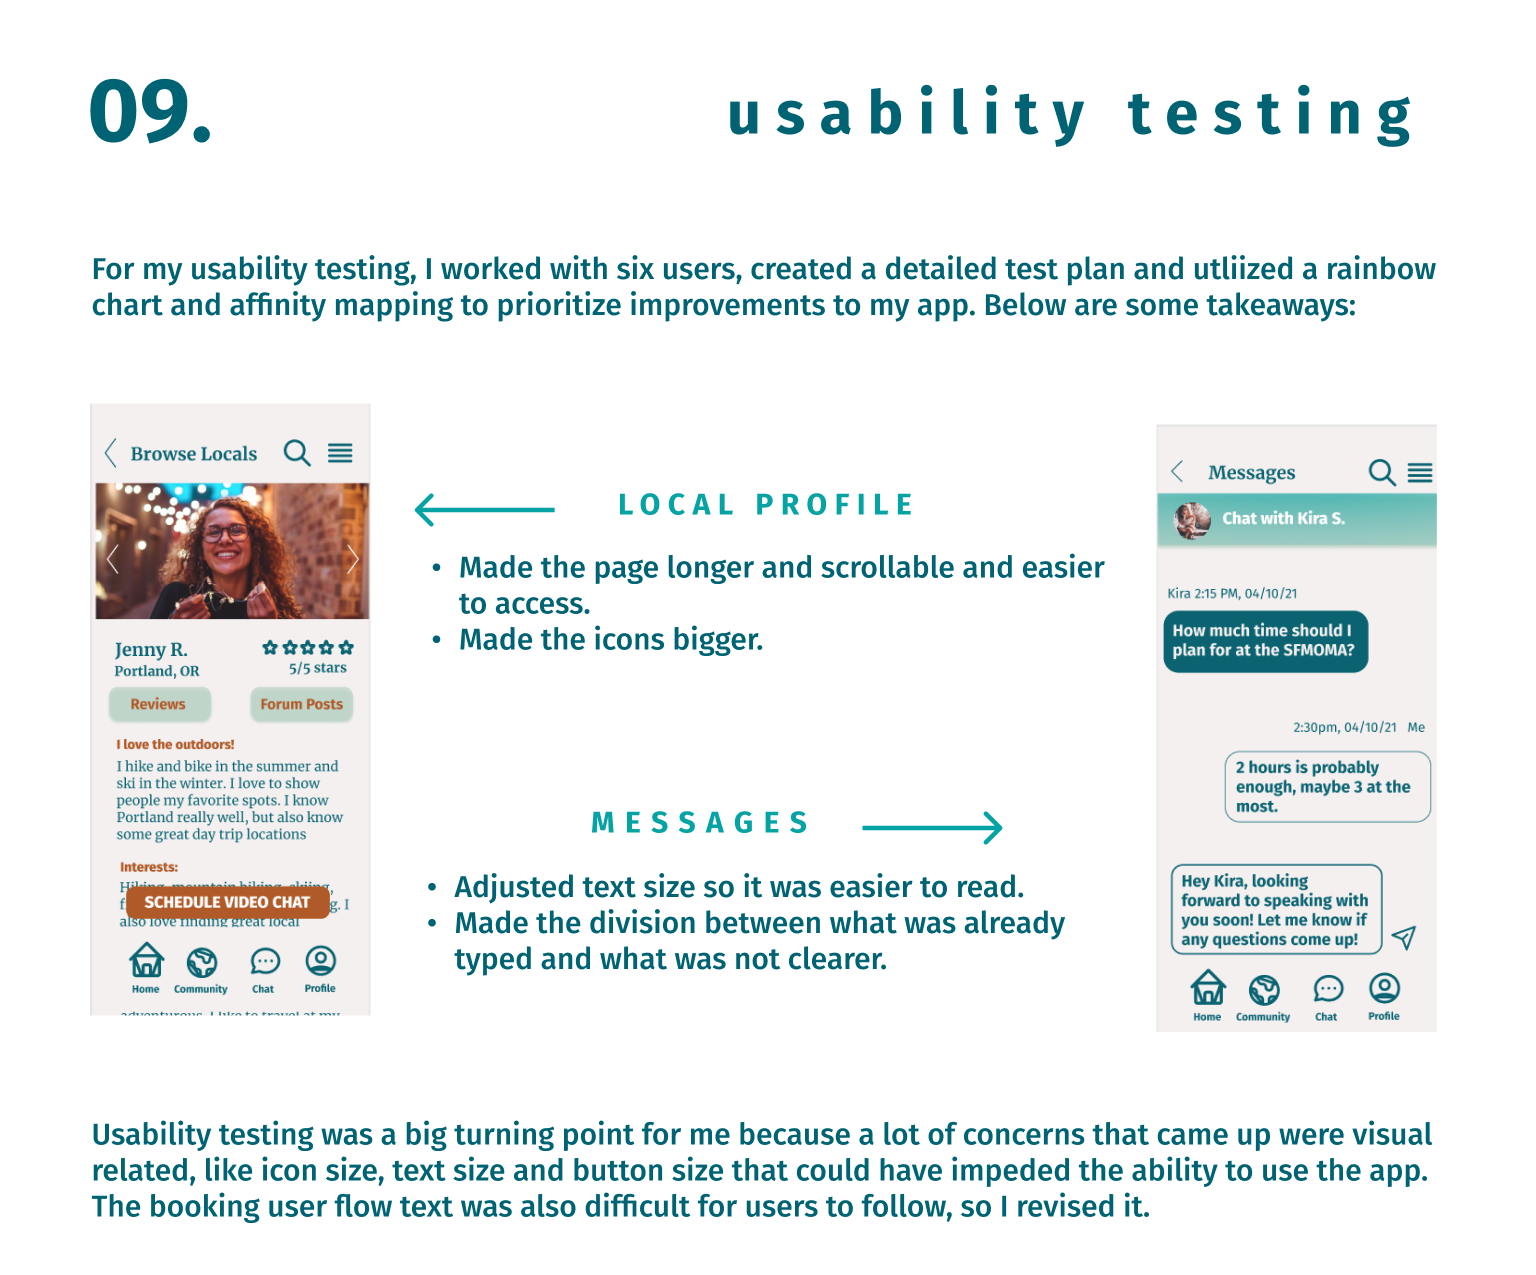 09.
usability testing
For my usability testing, I worked with six users, created a detailed test plan and utliized a rainbow
chart and affinity mapping to prioritize improvements to my app. Below are some takeaways:
Browse Locals
Jenny R.
Portland, OR
5/5 stars
Reviews
Forum Posts
I love the outdoors!
I hike and bike in the summer and
ski in the winter. I love to show
people my favorite spots. I know
Portland really well, but also know
some great day trip locations
Interests:
Hiking, mountain biking, skiing,
g. I
SCHEDULE VIDEO CHAT
also love finding great local
Home
Community
Chat
Profile
adventurous. I like to travel at my
LOCAL PROFILE
• Made the page longer and scrollable and easier
to access.
• Made the icons bigger.
MESSAGES
• Adjusted text size so it was easier to read.
• Made the division between what was already
typed and what was not clearer.
Messages
Chat with Kira S.
Kira 2:15 PM, 04/10/21
How much time should I
plan for at the SFMOMA?
2:30pm, 04/10/21 Me
2 hours is probably
enough, maybe 3 at the
most.
Hey Kira, looking
forward to speaking with
you soon! Let me know if
any questions come up!
Home
Community
Chat
Profile
Usability testing was a big turning point for me because a lot of concerns that came up were visual
related, like icon size, text size and button size that could have impeded the ability to use the app.
The booking user flow text was also difficult for users to follow, so I revised it.